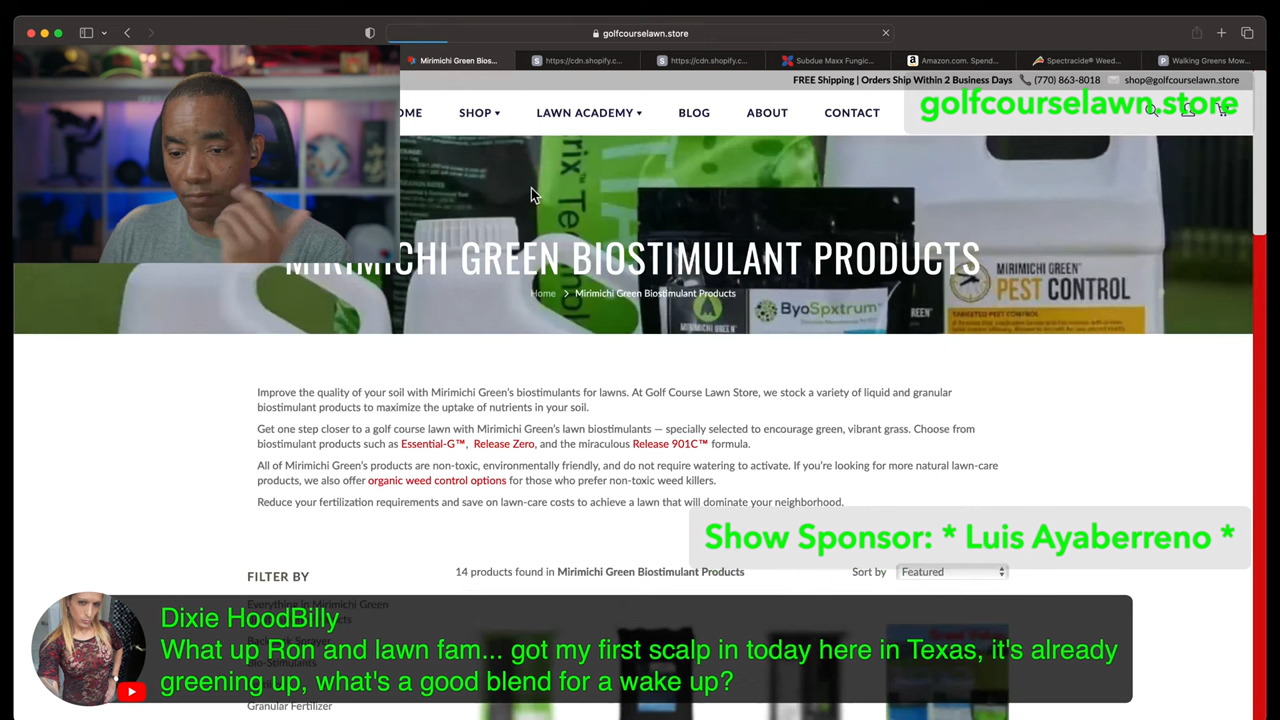 golfcourselawn.store
Mirimichi Green Bios...
https://cdn.shopify.c...
https://cdn.shopify.c...
Subdue Maxx Fungic...
Amazon.com. Spend...
Spectracide® Weed...
Walking Greens Mow...
FREE Shipping | Orders Ship Within 2 Business Days
(770) 863-8018
shop@golfcourselawn.store
OME
SHOP
LAWN ACADEMY
BLOG
ABOUT
CONTACT
golfcourselawn.store
MIRIMICHI GREEN BIOSTIMULANT PRODUCTS
Home > Mirimichi Green Biostimulant Products
ByoSpxtrum™
MIRIMICHI GREEN
PEST CONTROL
Improve the quality of your soil with Mirimichi Green's biostimulants for lawns. At Golf Course Lawn Store, we stock a variety of liquid and granular
biostimulant products to maximize the uptake of nutrients in your soil.
Get one step closer to a golf course lawn with Mirimichi Green's lawn biostimulants — specially selected to encourage green, vibrant grass. Choose from
biostimulant products such as Essential-G™, Release Zero, and the miraculous Release 901C™ formula.
All of Mirimichi Green's products are non-toxic, environmentally friendly, and do not require watering to activate. If you're looking for more natural lawn-care
products, we also offer organic weed control options for those who prefer non-toxic weed killers.
Reduce your fertilization requirements and save on lawn-care costs to achieve a lawn that will dominate your neighborhood.
Show Sponsor: * Luis Ayaberreno *
FILTER BY
14 products found in Mirimichi Green Biostimulant Products
Sort by
Featured
Everything in Mirimichi Green
Dixie HoodBilly
What up Ron and lawn fam... got my first scalp in today here in Texas, it's already
greening up, what's a good blend for a wake up?
Granular Fertilizer